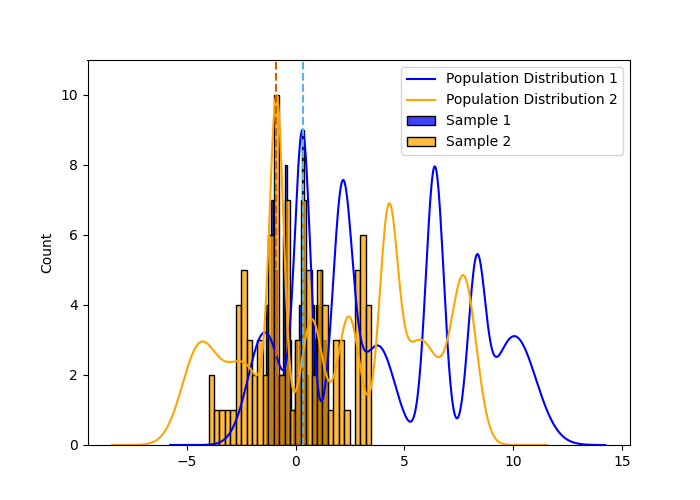 Population Distribution 1
Population Distribution 2
Sample 1
Sample 2
Count
10
8
6
4
2
0
−5
0
5
10
15